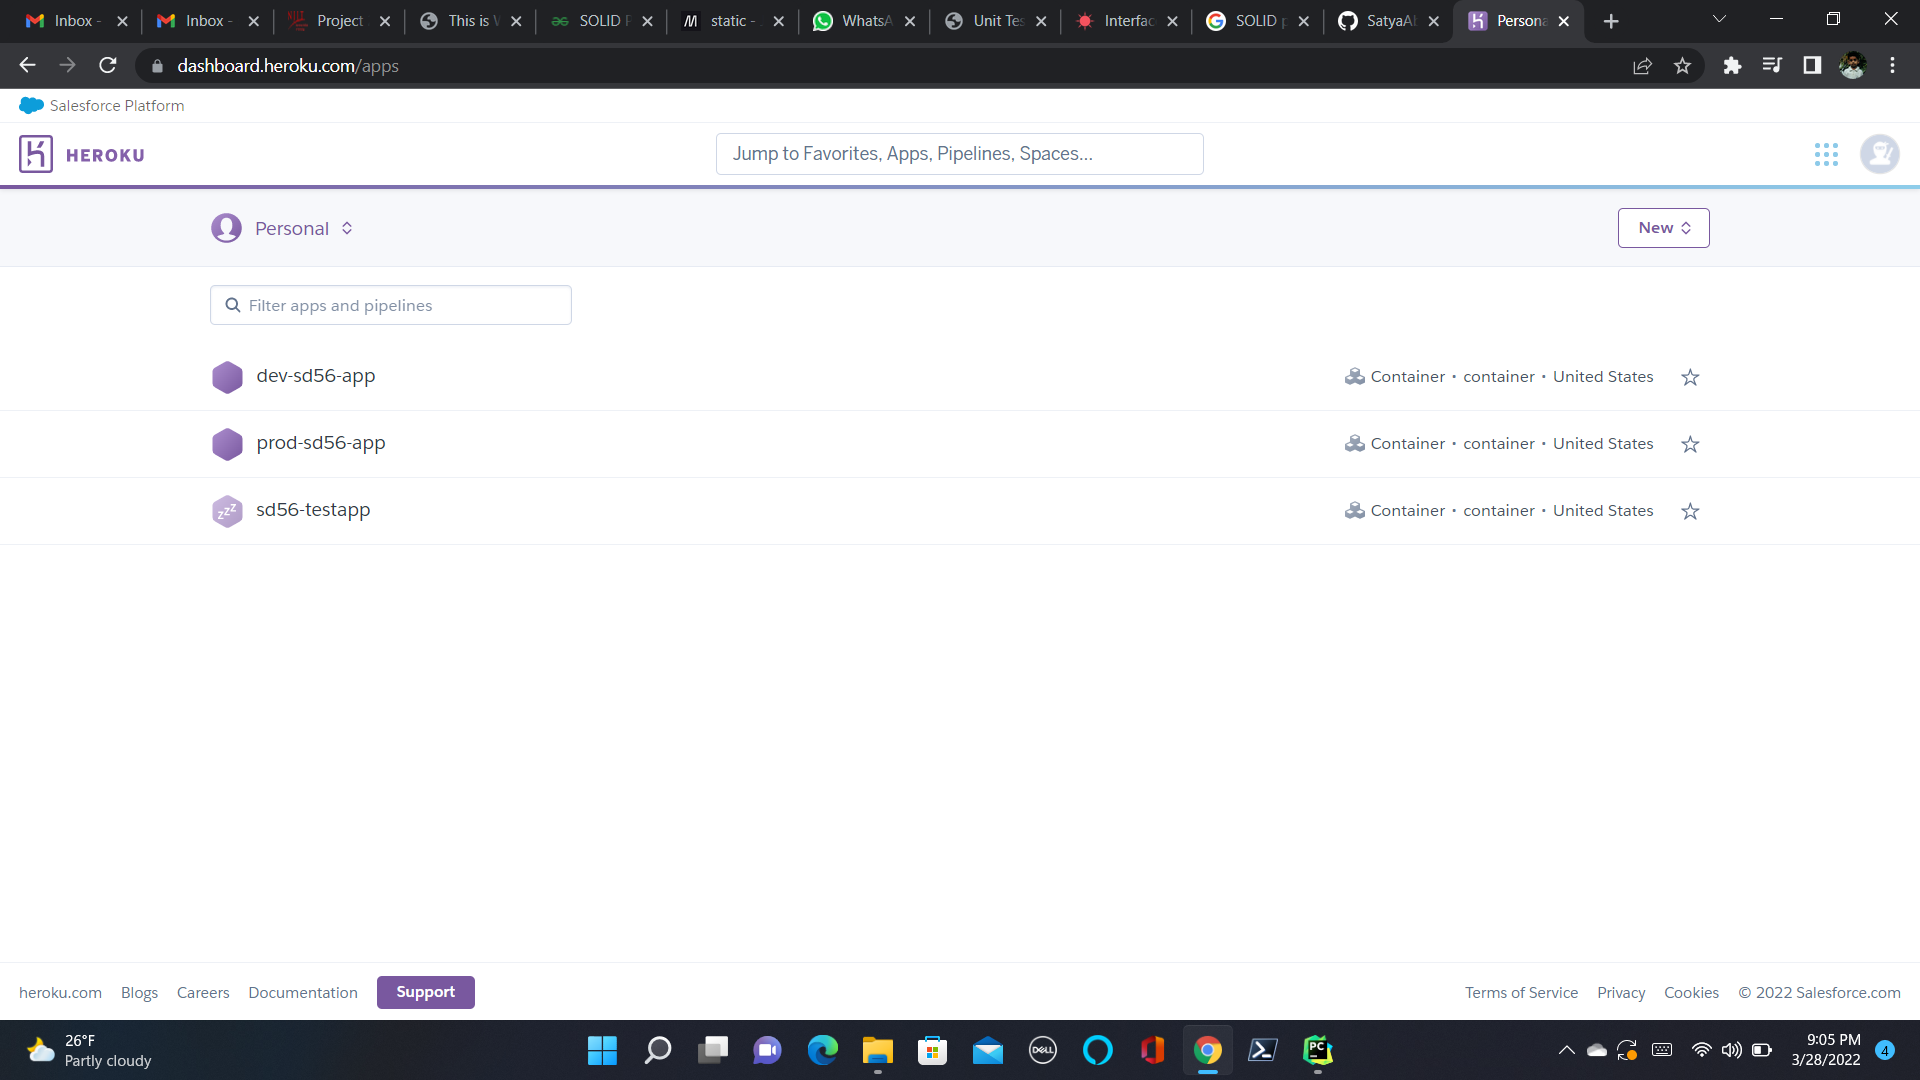 Inbox -
Inbox -
Project
This is
SOLID
static -
WhatsA
Unit Tes
Interfac
SOLID p
SatyaA
Persona
dashboard.heroku.com/apps
Salesforce Platform
HEROKU
Jump to Favorites, Apps, Pipelines, Spaces...
Personal
New
Filter apps and pipelines
dev-sd56-app
Container • container • United States
prod-sd56-app
Container • container • United States
zzz
sd56-testapp
Container • container • United States
heroku.com
Blogs
Careers
Documentation
Support
Terms of Service
Privacy
Cookies
© 2022 Salesforce.com
26°F
Partly cloudy
DELL
PC
9:05 PM
3/28/2022
4